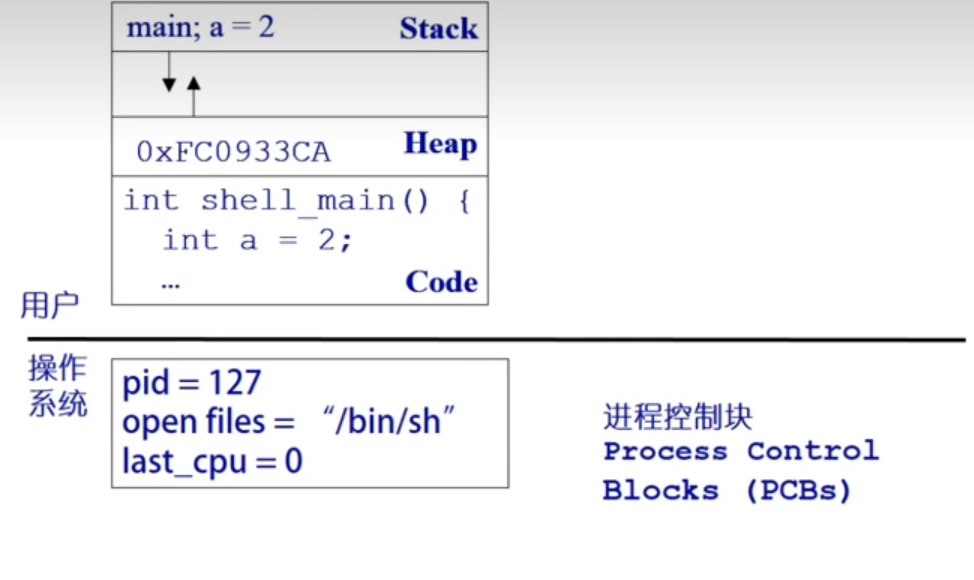 main; a = 2 Stack
0xFC0933CA Heap
int shell_main() {
int a = 2;
... Code
用户
操作
系统
pid = 127
open files = “/bin/sh”
last_cpu = 0
进程控制块
Process Control
Blocks (PCBs)